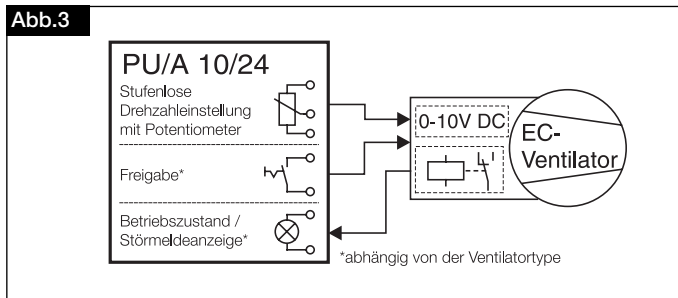 Abb.3
PU/A 10/24
Stufenlose
Drehzahleinstellung
mit Potentiometer
Freigabe*
Betriebszustand /
Störmeldeanzeige*
0-10V DC
EC-
Ventilator
*abhängig von der Ventilatortype